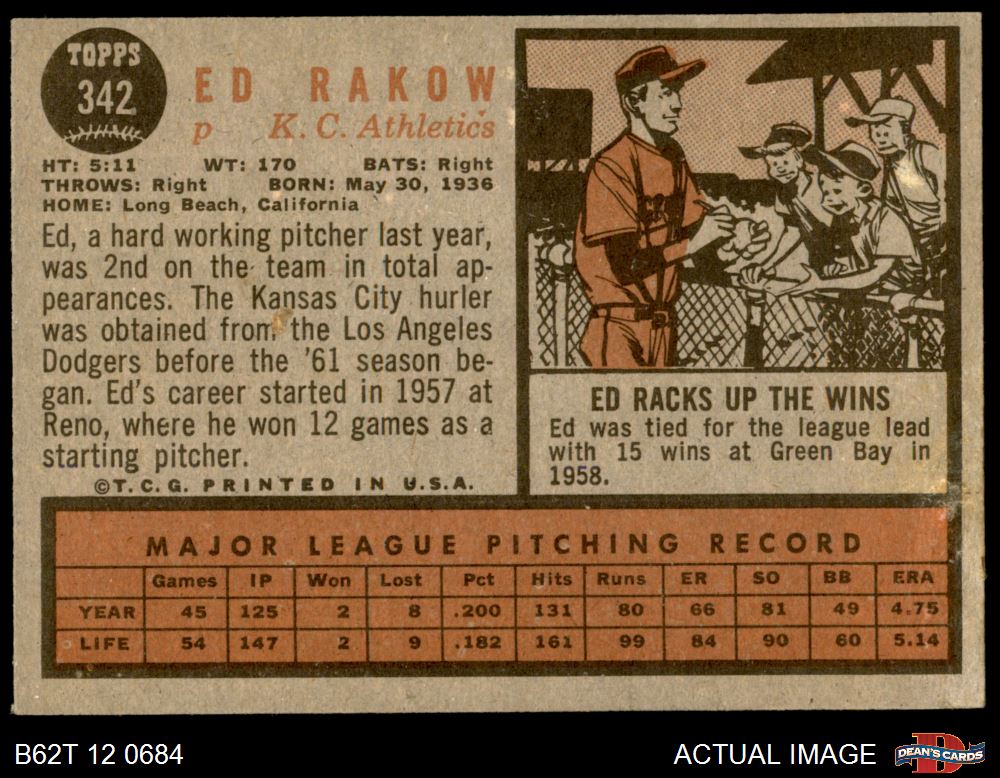 TOPPS
342
ED RAKOW
p K. C. Athletics
HT: 5:11 WT: 170 BATS: Right
THROWS: Right BORN: May 30, 1936
HOME: Long Beach, California
Ed, a hard working pitcher last year,
was 2nd on the team in total ap-
pearances. The Kansas City hurler
was obtained from the Los Angeles
Dodgers before the '61 season be-
gan. Ed's career started in 1957 at
Reno, where he won 12 games as a
starting pitcher.
©T. C. G. PRINTED IN U.S.A.
ED RACKS UP THE WINS
Ed was tied for the league lead
with 15 wins at Green Bay in
1958.
MAJOR LEAGUE PITCHING RECORD
Games IP Won Lost Pct Hits Runs ER SO BB ERA
YEAR 45 125 2 8 .200 131 80 66 81 49 4.75
LIFE 54 147 2 9 .182 161 99 84 90 60 5.14
B62T 12 0684
ACTUAL IMAGE
DEAN'S CARDS